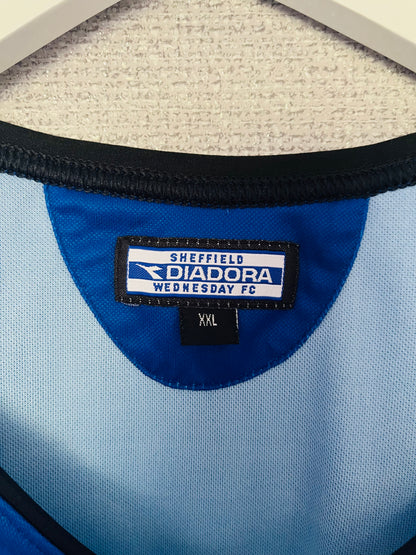 SHEFFIELD
DIADORA
WEDNESDAY FC
XXL